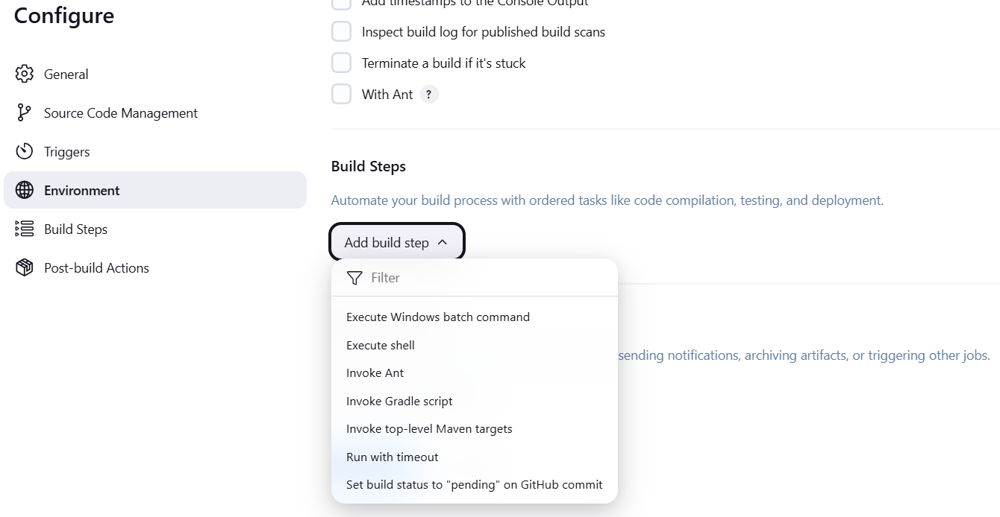 Configure
General
Source Code Management
Triggers
Environment
Build Steps
Post-build Actions
Add timestamps to the Console Output
Inspect build log for published build scans
Terminate a build if it's stuck
With Ant ?
Build Steps
Automate your build process with ordered tasks like code compilation, testing, and deployment.
Add build step
Filter
Execute Windows batch command
Execute shell
Invoke Ant
Invoke Gradle script
Invoke top-level Maven targets
Run with timeout
Set build status to "pending" on GitHub commit
sending notifications, archiving artifacts, or triggering other jobs.